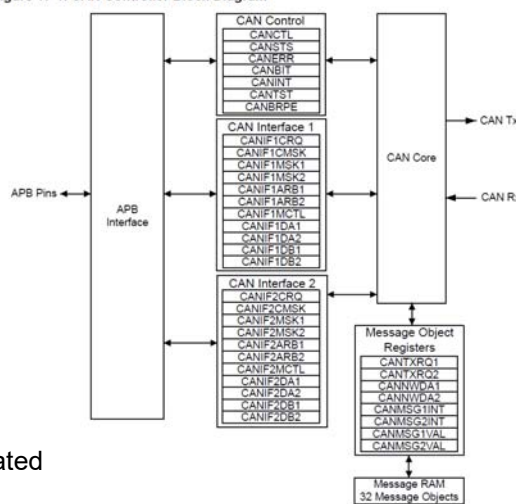 CAN Control
CANCTL
CANSTS
CANERR
CANBIT
CANINT
CANTST
CANBRPE
CAN Interface 1
CANIF1CRQ
CANIF1CMSK
CANIF1MSK1
CANIF1MSK2
CANIF1ARB1
CANIF1ARB2
CANIF1MCTL
CANIF1DA1
CANIF1DA2
CANIF1DB1
CANIF1DB2
APB Pins
APB
Interface
CAN Core
CAN Tx
CAN R
CAN Interface 2
CANIF2CRQ
CANIF2CMSK
CANIF2MSK1
CANIF2MSK2
CANIF2ARB1
CANIF2ARB2
CANIF2MCTL
CANIF2DA1
CANIF2DA2
CANIF2DB1
CANIF2DB2
Message Object
Registers
CANTXRQ1
CANTXRQ2
CANNWDA1
CANNWDA2
CANMSG1INT
CANMSG2INT
CANMSG1VAL
CANMSG2VAL
ated
Message RAM
32 Message Objects